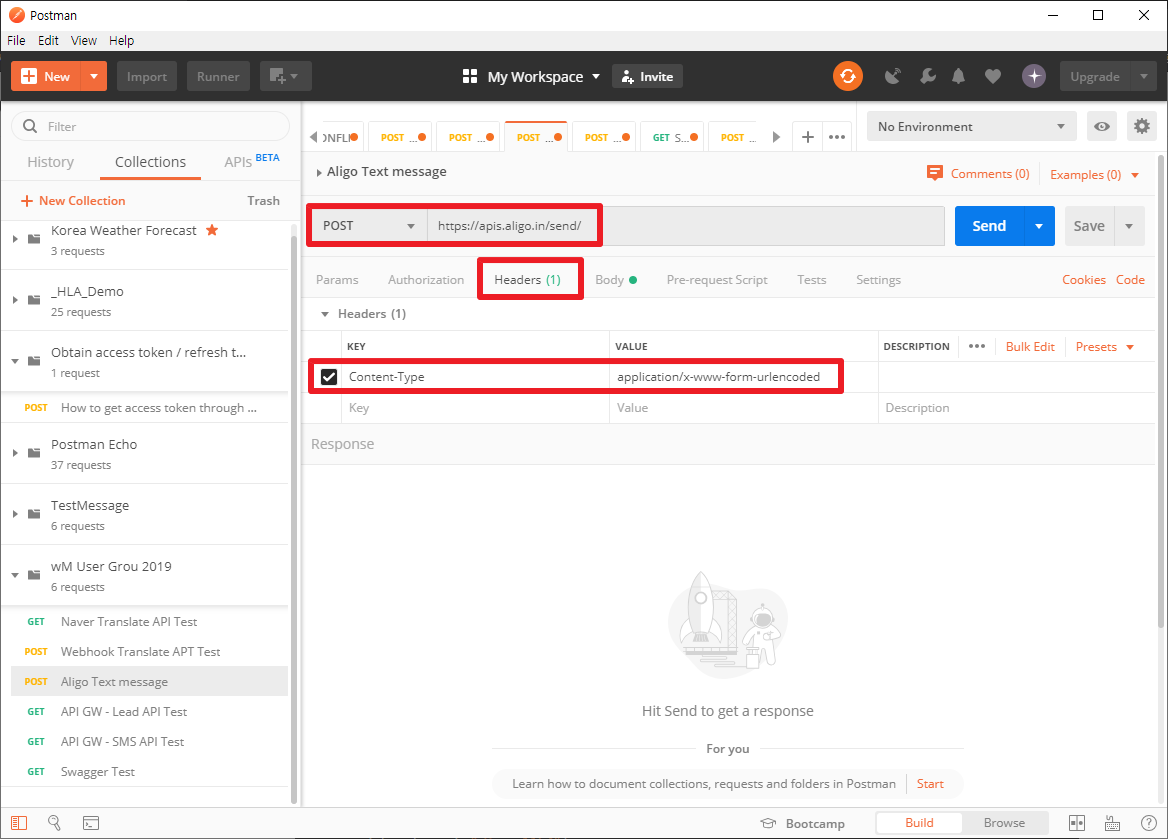 Postman
File Edit View Help
New Import Runner My Workspace Invite Upgrade
Filter
History Collections APIs BETA
New Collection Trash
Korea Weather Forecast
3 requests
_HLA_Demo
25 requests
Obtain access token / refresh t...
1 request
POST How to get access token through ...
Postman Echo
37 requests
TestMessage
6 requests
wM User Grou 2019
6 requests
GET Naver Translate API Test
POST Webhook Translate APT Test
POST Aligo Text message
GET API GW - Lead API Test
GET API GW - SMS API Test
GET Swagger Test
ONFLI POST ... POST ... POST ... POST ... GET S... POST ...
No Environment
Aligo Text message
Comments (0) Examples (0)
POST https://apis.aligo.in/send/ Send Save
Params Authorization Headers (1) Body Pre-request Script Tests Settings Cookies Code
Headers (1)
KEY VALUE DESCRIPTION Bulk Edit Presets
Content-Type application/x-www-form-urlencoded
Key Value Description
Response
Hit Send to get a response
For you
Learn how to document collections, requests and folders in Postman Start
Bootcamp Build Browse